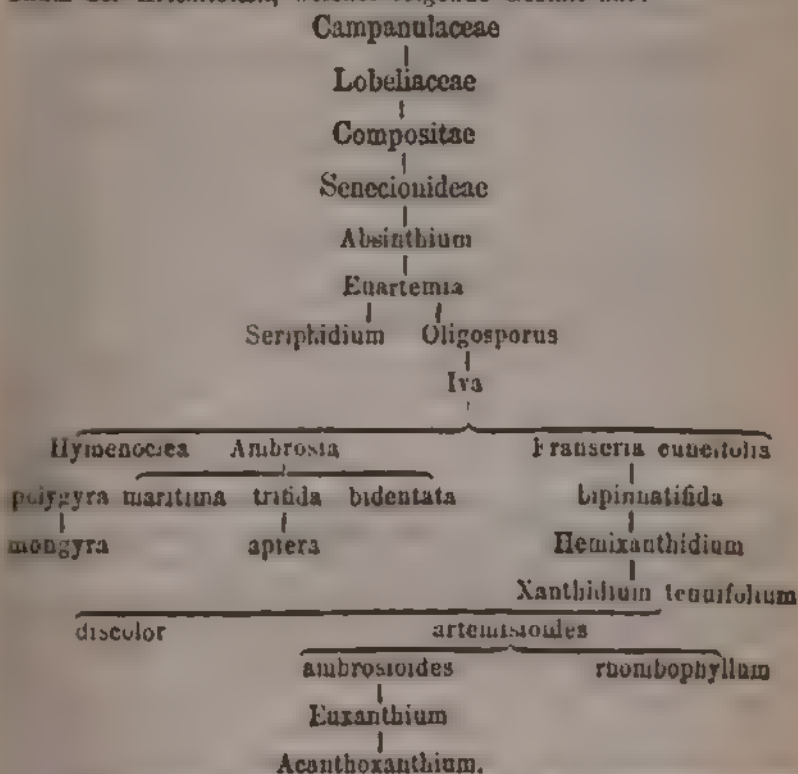 Campanulaceae
Lobeliaceae
Compositae
Senecionideae
Absinthium
Euartemia
Seriphidium Oligosporus
Iva
Hymenoclea Ambrosia Franseria cuneifolia
polygyra maritima trifida bidentata bipinnatifida
mongyra aptera Hemixanthidium
Xanthidium tenuifolium
discolor artemisioides
ambrosioides rhombophyllum
Euxanthium
Acanthoxanthium.